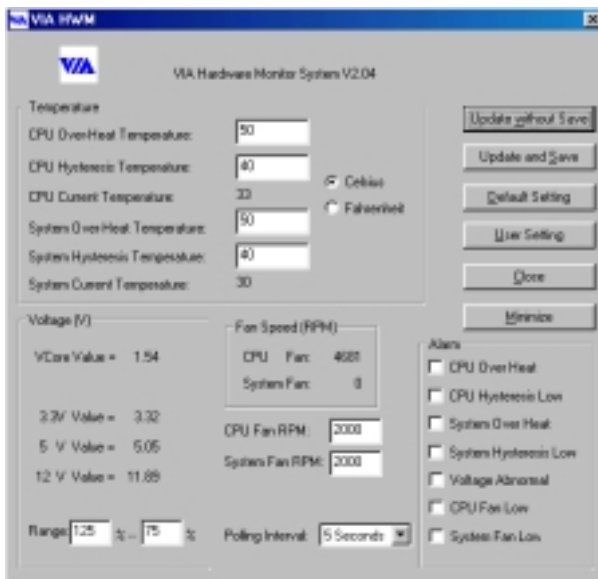 VIA HWM
VIA
VIA Hardware Monitor System V2.04
Temperature
CPU Over-Heat Temperature: 50
CPU Hysteresis Temperature: 40
CPU Current Temperature: 33
System Over Heat Temperature: 50
System Hysteresis Temperature: 40
System Current Temperature: 30
Celsius
Fahrenheit
Update without Save
Update and Save
Default Setting
User Setting
Close
Minimize
Voltage (V)
VCore Value = 1.54
3.3V Value = 3.32
5 V Value = 5.05
12 V Value = 11.89
Range: 125 % -- 75 %
Fan Speed (RPM)
CPU Fan: 4681
System Fan: 0
CPU Fan RPM: 2000
System Fan RPM: 2000
Polling Interval: 5 Seconds
Alarm
CPU Over Heat
CPU Hysteresis Low
System Over Heat
System Hysteresis Low
Voltage Abnormal
CPU Fan Low
System Fan Low